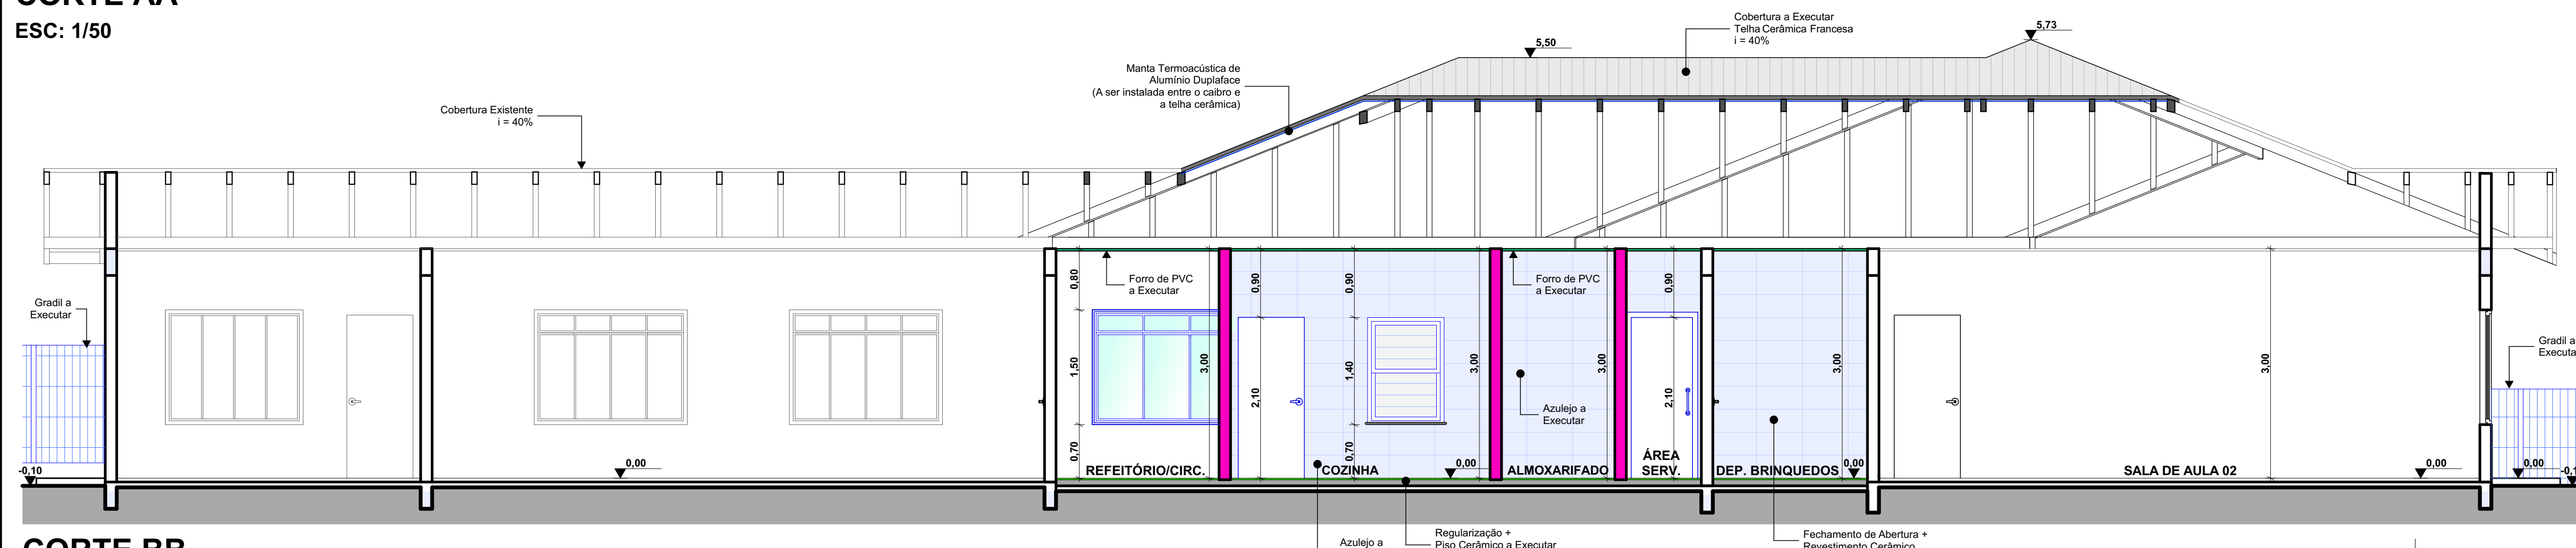 CORTE AA
ESC: 1/50
Cobertura Existente
i = 40%
Manta Termoacústica de
Alumínio Duplaface
(A ser instalada entre o caibro e
a telha cerâmica)
5,50
Cobertura a Executar
Telha Cerâmica Francesa
i = 40%
5,73
Gradil a
Executar
-0,10
0,00
0,80
1,50
0,70
Forro de PVC
a Executar
3,00
REFEITÓRIO/CIRC.
0,90
2,10
0,90
1,40
0,70
COZINHA
0,00
3,00
Forro de PVC
a Executar
Azulejo a
Executar
3,00
ALMOXARIFADO
0,90
2,10
ÁREA
SERV.
3,00
DEP. BRINQUEDOS
0,00
SALA DE AULA 02
3,00
0,00
0,00
Gradil a
Executa
-0,1
CORTE BB
Azulejo a
Regularização +
Piso Cerâmico a Executar
Fechamento de Abertura +
Revestimento Cerâmico